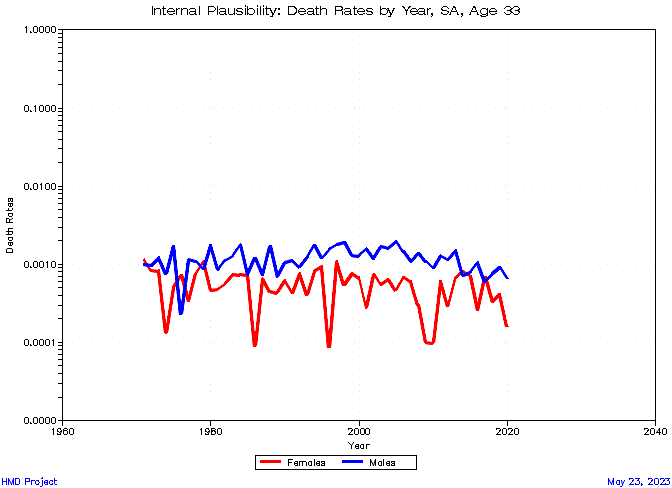 Internal Plausibility: Death Rates by Year, SA, Age 33
1.0000
0.1000
0.0100
0.0010
0.0001
0.0000
Death Rates
1960
1980
2000
2020
2040
Year
Females
Males
HMD Project
May 23, 2023